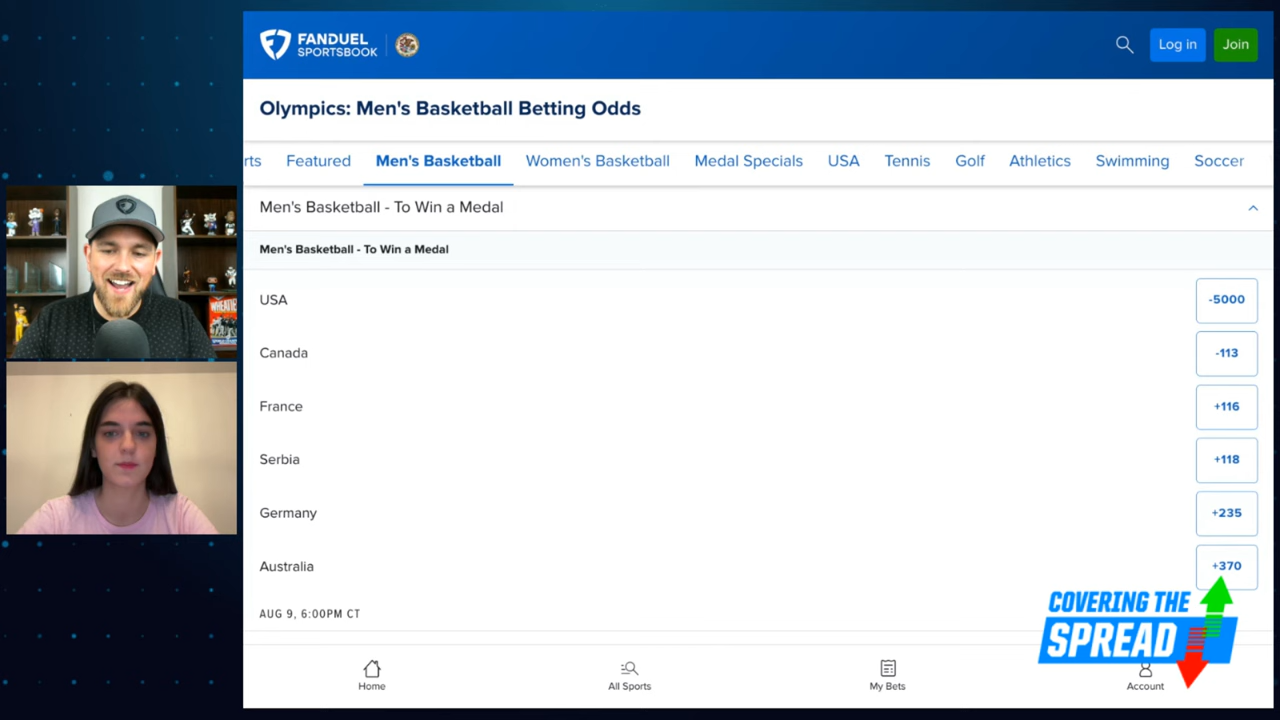 FANDUEL
SPORTSBOOK
Log in
Join
Olympics: Men's Basketball Betting Odds
rts Featured Men's Basketball Women's Basketball Medal Specials USA Tennis Golf Athletics Swimming Soccer
Men's Basketball - To Win a Medal
Men's Basketball - To Win a Medal
USA -5000
Canada -113
France +116
Serbia +118
Germany +235
Australia +370
AUG 9, 6:00PM CT
COVERING THE
SPREAD
Home All Sports My Bets Account
WHEATIES